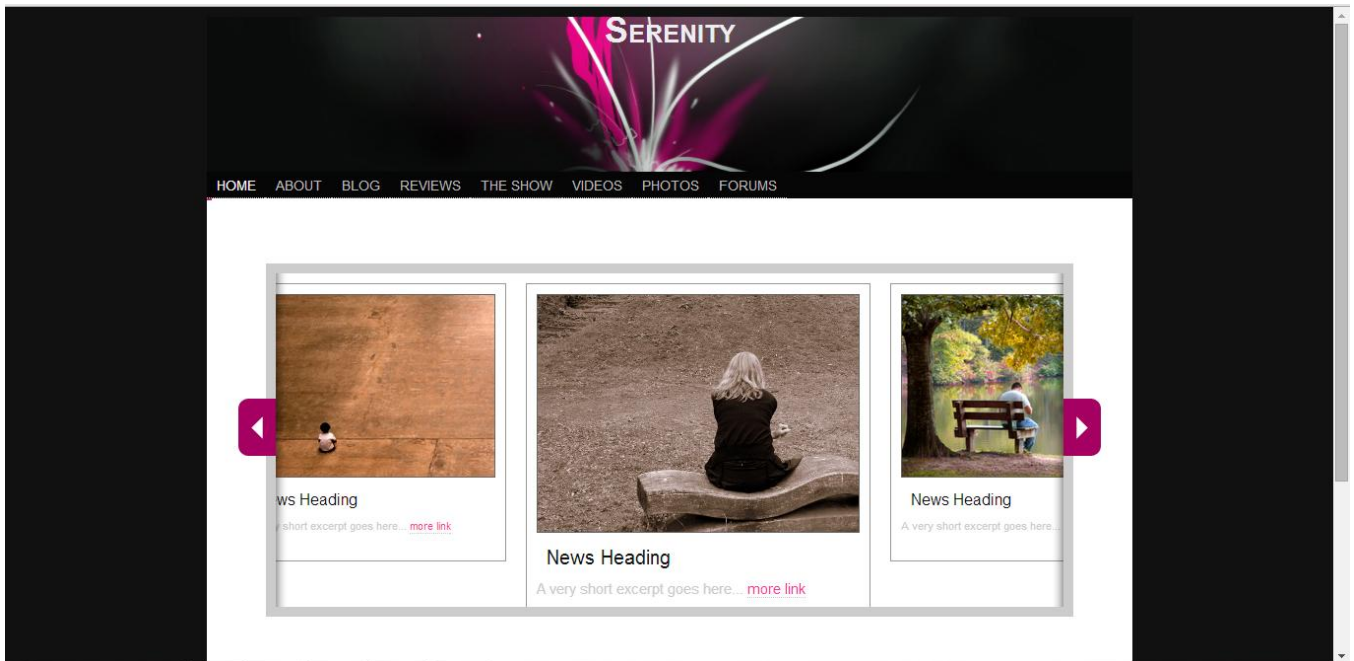 SERENITY
HOME ABOUT BLOG REVIEWS THE SHOW VIDEOS PHOTOS FORUMS
ws Heading
short excerpt goes here... more link
News Heading
A very short excerpt goes here... more link
News Heading
A very short excerpt goes here...